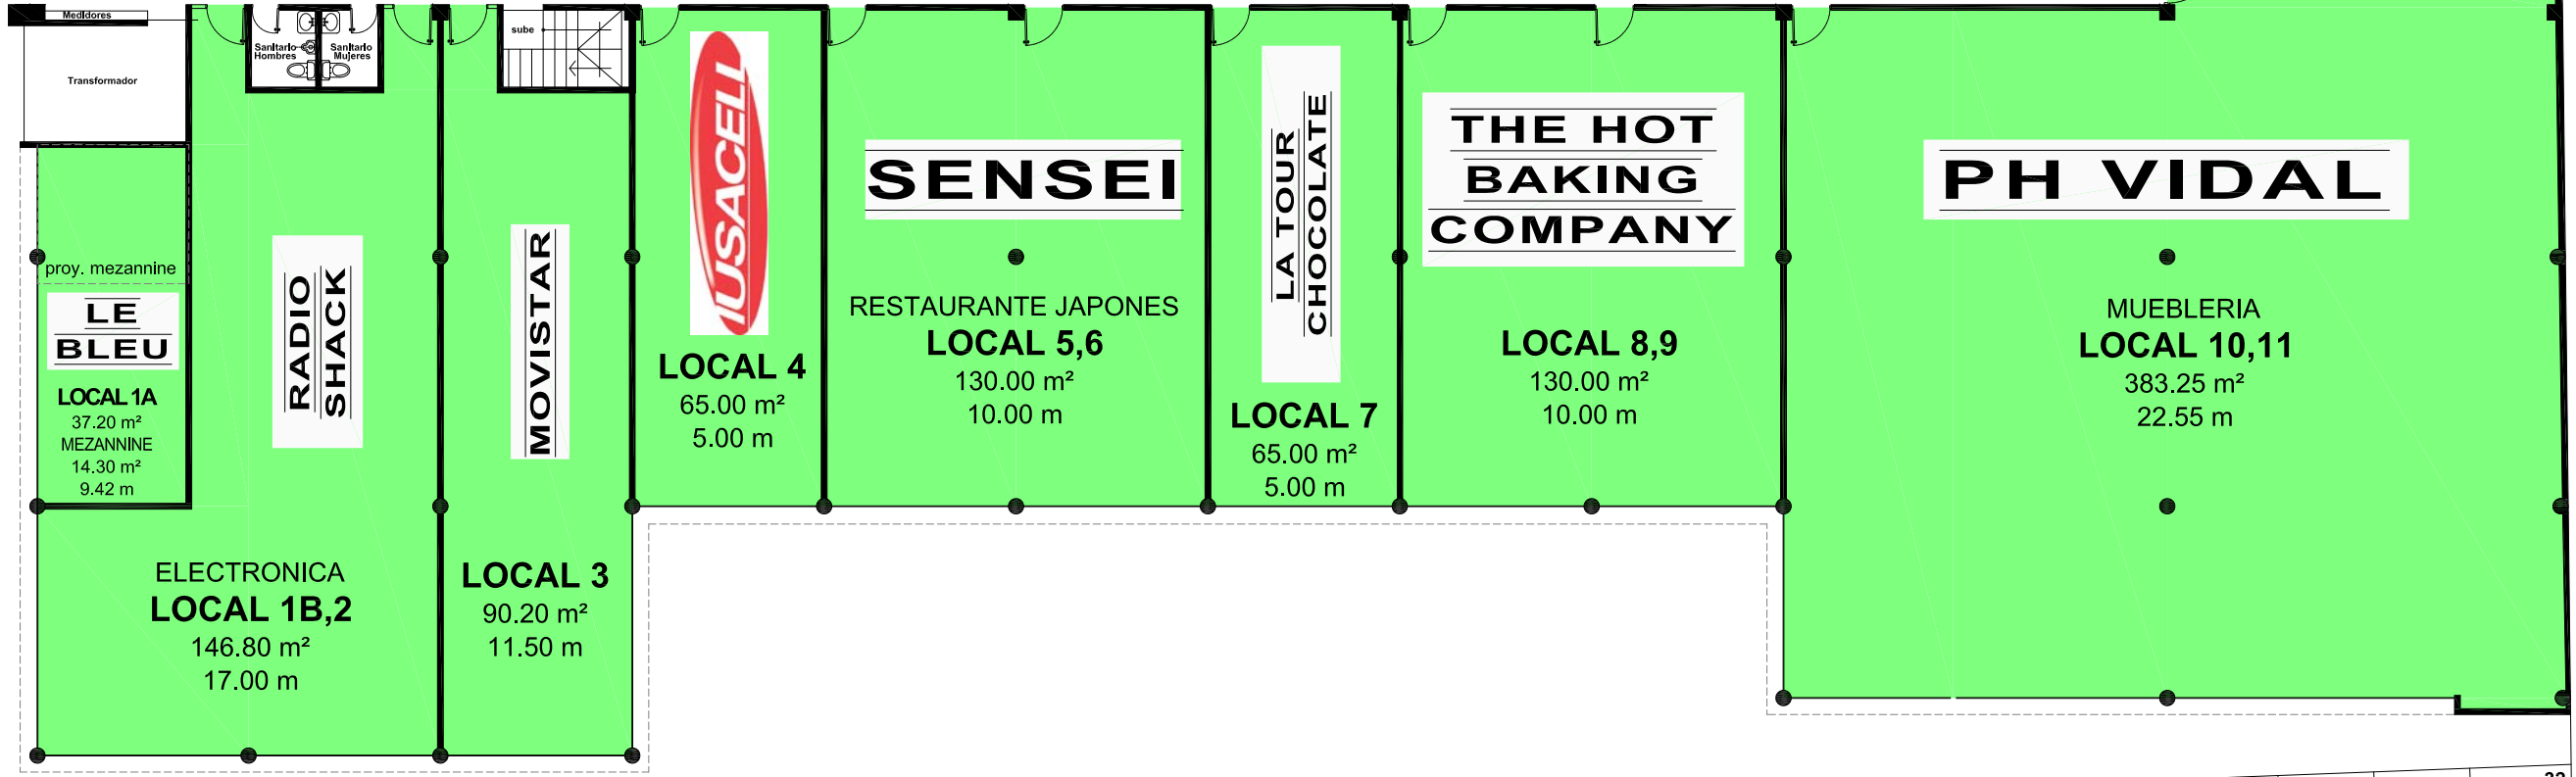 Medidores
Transformador
Sanitario
Hombres
Sanitario
Mujeres
sube
proy. mezannine
LE
BLEU
LOCAL 1A
37.20 m²
MEZANNINE
14.30 m²
9.42 m
RADIO
SHACK
ELECTRONICA
LOCAL 1B,2
146.80 m²
17.00 m
MOVISTAR
LOCAL 3
90.20 m²
11.50 m
IUSACELL
LOCAL 4
65.00 m²
5.00 m
SENSEI
RESTAURANTE JAPONES
LOCAL 5,6
130.00 m²
10.00 m
LA TOUR
CHOCOLATE
LOCAL 7
65.00 m²
5.00 m
THE HOT
BAKING
COMPANY
LOCAL 8,9
130.00 m²
10.00 m
PH VIDAL
MUEBLERIA
LOCAL 10,11
383.25 m²
22.55 m